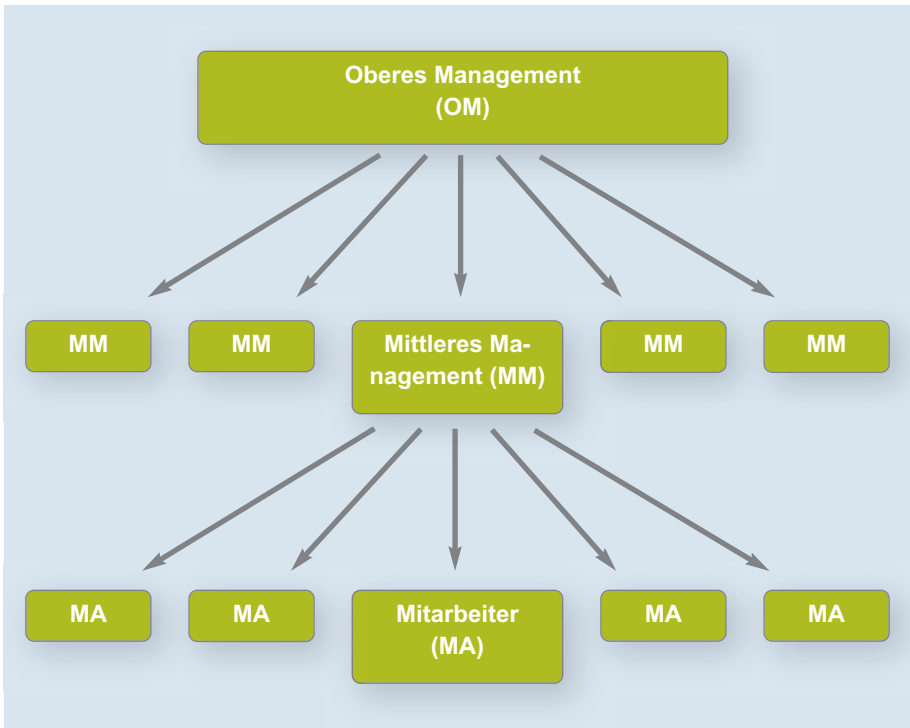 Oberes Management
(OM)
MM
MM
Mittleres Ma-
nagement (MM)
MM
MM
MA
MA
Mitarbeiter
(MA)
MA
MA